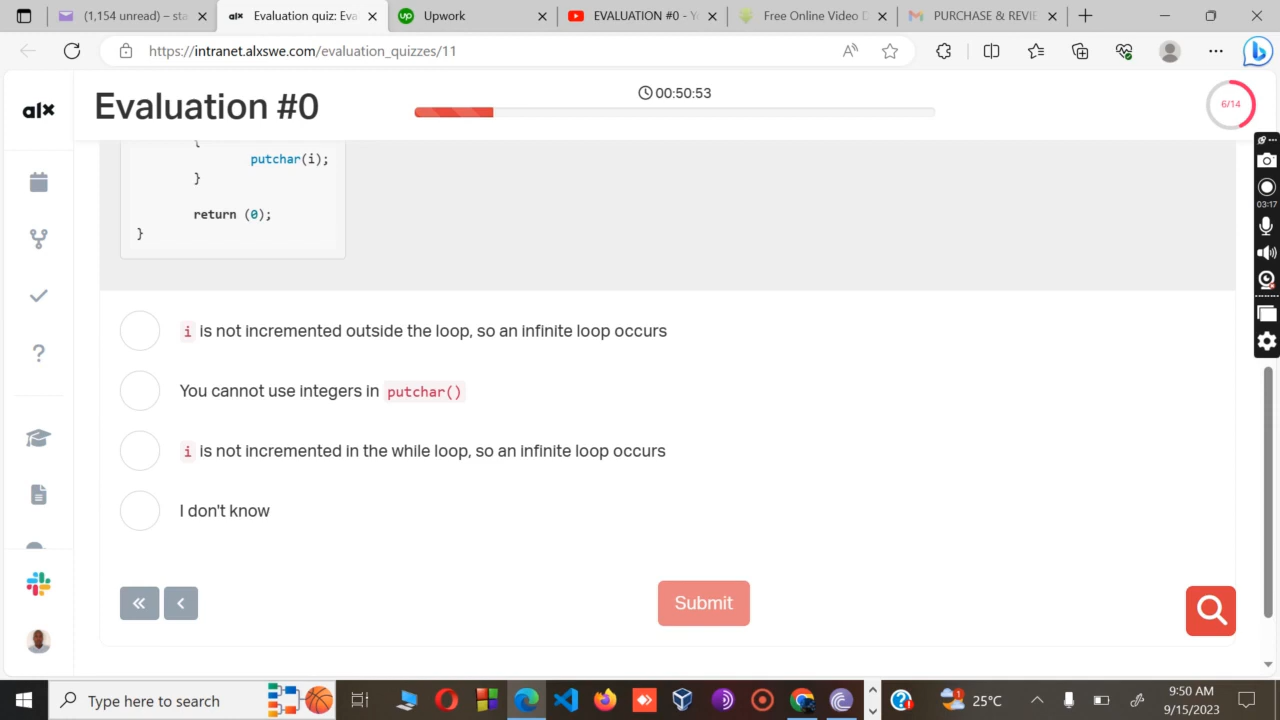 (1,154 unread) – sta
Evaluation quiz: Eva
Upwork
EVALUATION #0 - Y
Free Online Video D
PURCHASE & REVIE
https://intranet.alxswe.com/evaluation_quizzes/11
alx
Evaluation #0
00:50:53
6/14
{
putchar(i);
}
return (0);
}
03:17
i is not incremented outside the loop, so an infinite loop occurs
You cannot use integers in putchar()
i is not incremented in the while loop, so an infinite loop occurs
I don't know
« ‹ Submit
Type here to search
25°C
9:50 AM
9/15/2023